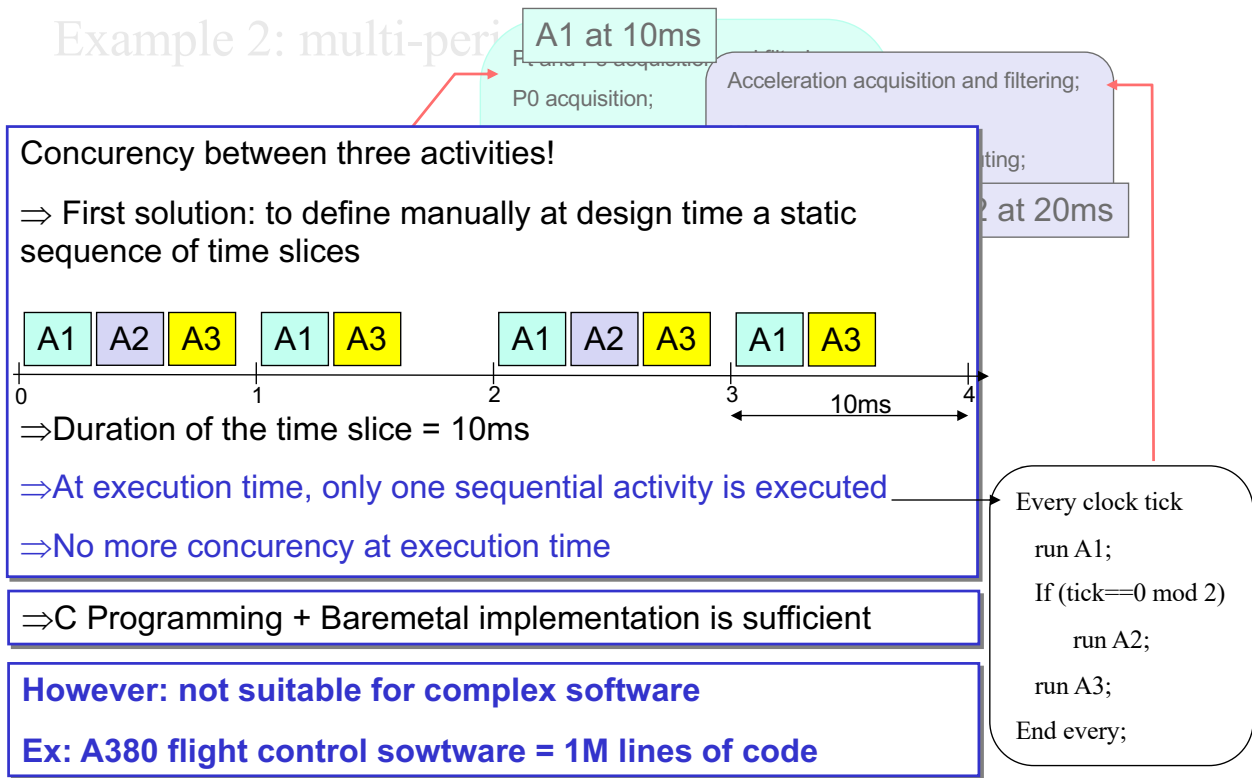 Example 2: multi-peri
A1 at 10ms
P0 acquisition;
Acceleration acquisition and filtering;
uting;
2 at 20ms
Concurency between three activities!
⇒ First solution: to define manually at design time a static
sequence of time slices
A1 A2 A3 A1 A3 A1 A2 A3 A1 A3
0 1 2 3 4
10ms
⇒Duration of the time slice = 10ms
⇒At execution time, only one sequential activity is executed
⇒No more concurency at execution time
⇒C Programming + Baremetal implementation is sufficient
However: not suitable for complex software
Ex: A380 flight control sowtware = 1M lines of code
Every clock tick
run A1;
If (tick==0 mod 2)
run A2;
run A3;
End every;